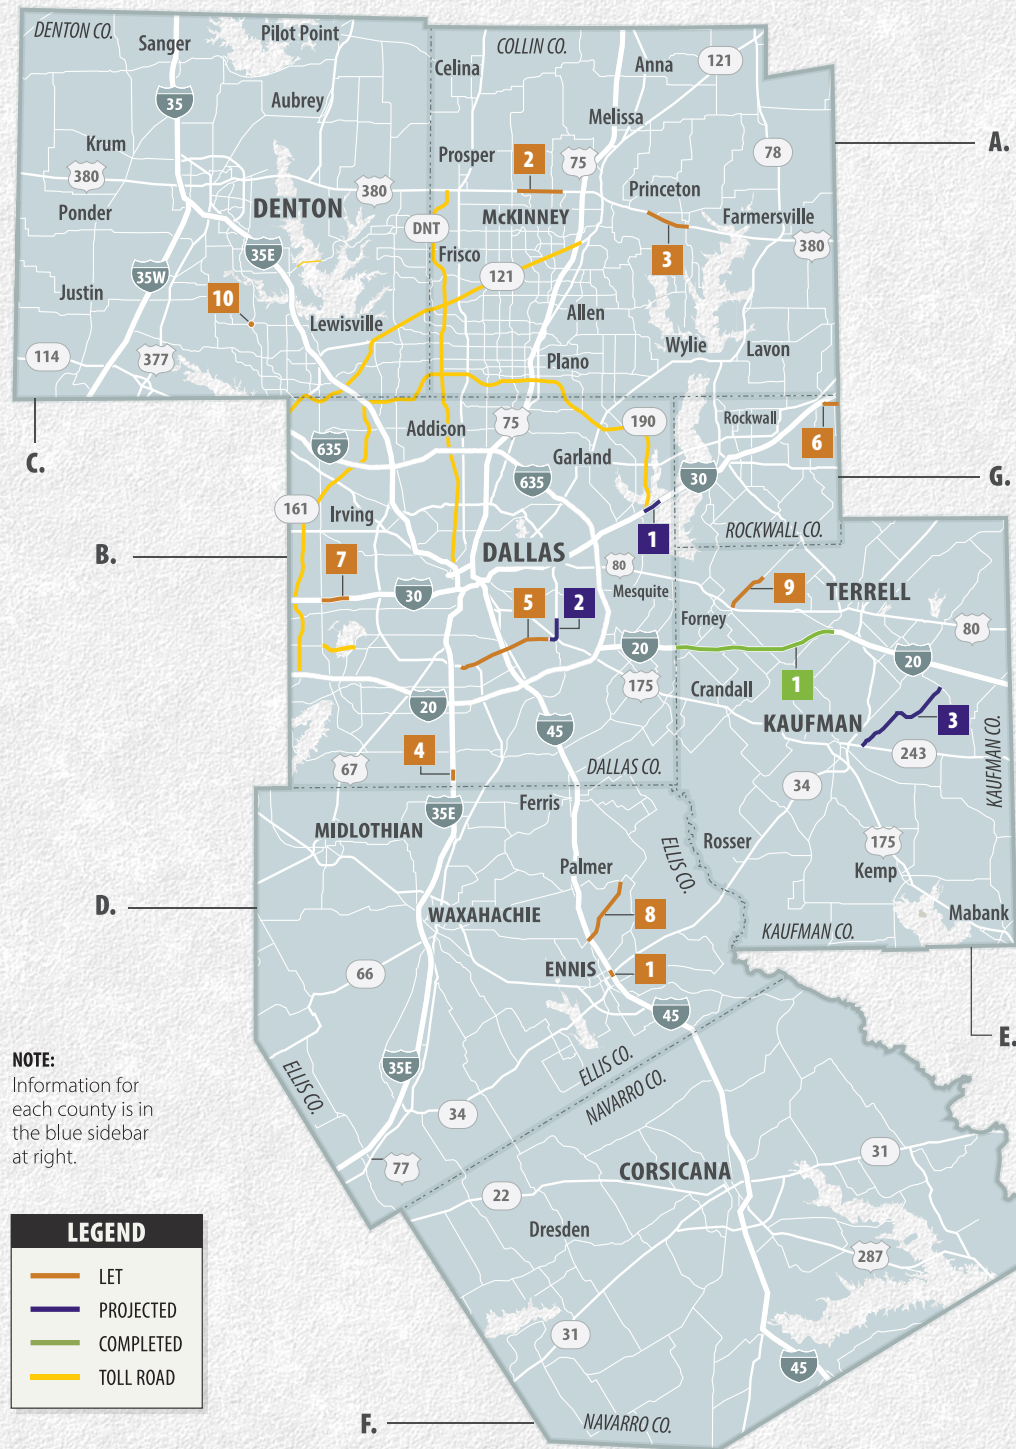 DENTON CO.
Sanger
Pilot Point
COLLIN CO.
Celina
Anna
121
35
Aubrey
Melissa
Krum
Prosper
2
75
78
A.
380
380
Princeton
Ponder
DENTON
DNT
McKINNEY
Farmersville
35E
Frisco
3
380
35W
121
Justin
10
Lewisville
Allen
114
377
Plano
Wylie
Lavon
C.
Addison
75
190
Rockwall
6
635
Garland
30
G.
635
161
Irving
1
ROCKWALL CO.
B.
DALLAS
7
80
Mesquite
9
TERRELL
30
5
2
Forney
80
20
20
175
Crandall
1
20
KAUFMAN
3
KAUFMAN CO.
45
243
4
67
DALLAS CO.
34
35E
Ferris
MIDLOTHIAN
ELLIS CO.
Rosser
175
Palmer
Kemp
D.
WAXAHACHIE
8
Mabank
KAUFMAN CO.
66
ENNIS
1
45
E.
NOTE:
Information for
each county is in
the blue sidebar
at right.
35E
ELLIS CO.
ELLIS CO.
NAVARRO CO.
34
77
CORSICANA
31
22
Dresden
287
LEGEND
LET
PROJECTED
COMPLETED
TOLL ROAD
31
45
F.
NAVARRO CO.